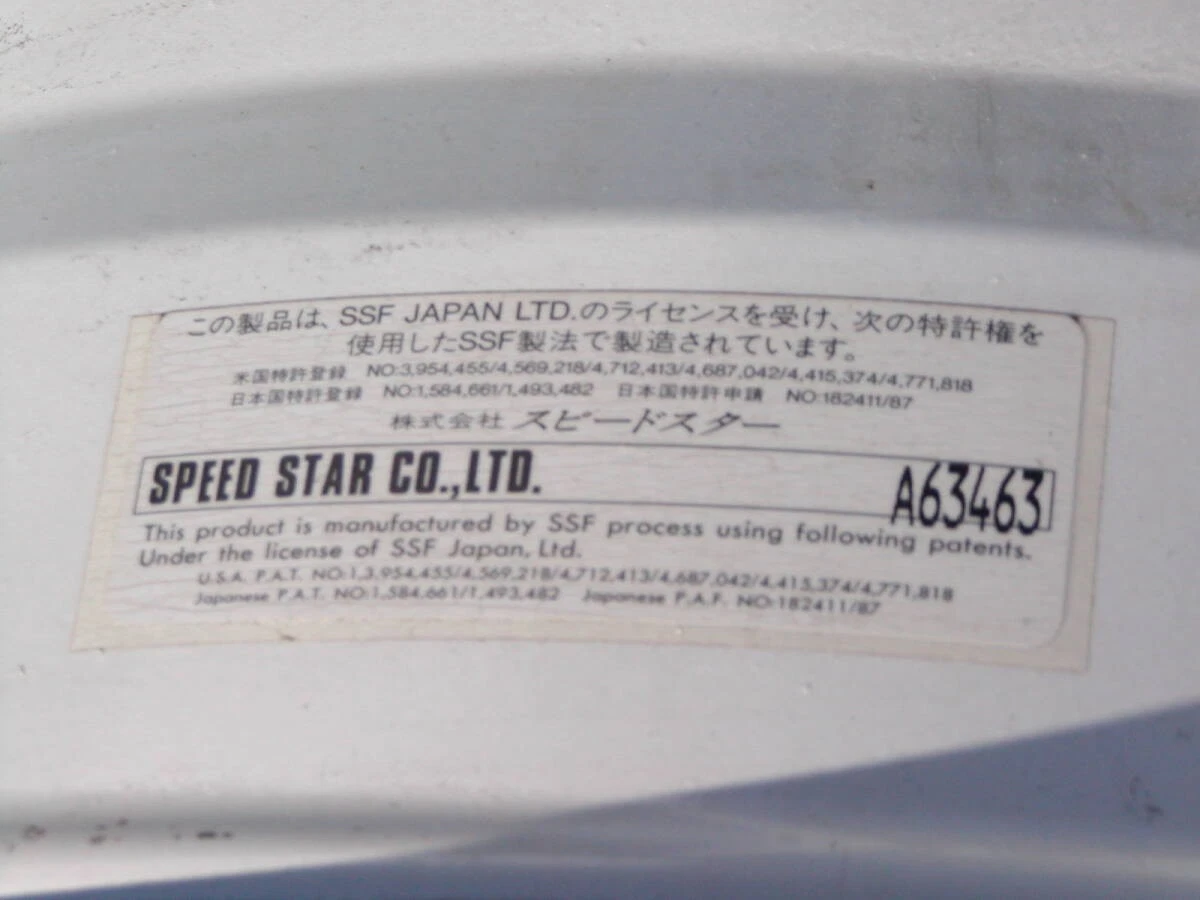 この製品は、SSF JAPAN LTD.のライセンスを受け、次の特許権を
使用したSSF製法で製造されています。
米国特許登録 NO:3,954,455/4,569,218/4,712,413/4,687,042/4,415,374/4,771,818
日本国特許登録 NO:1,584,661/1,493,482 日本国特許申請 NO:182411/87
株式会社 スピードスター
SPEED STAR CO.,LTD. A63463
This product is manufactured by SSF process using following patents.
Under the license of SSF Japan, Ltd.
U.S.A. P.A.T. NO:1,3,954,455/4,569,218/4,712,413/4,687,042/4,415,374/4,771,818
Japanese P.A.T. NO:1,584,661/1,493,482 Japanese P.A.F. NO:182411/87